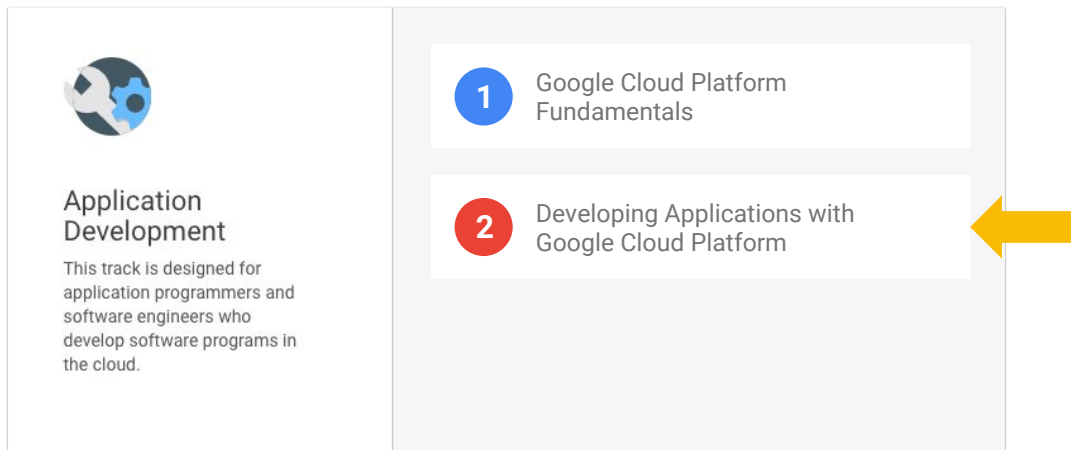 Application
Development
This track is designed for
application programmers and
software engineers who
develop software programs in
the cloud.
1
Google Cloud Platform
Fundamentals
2
Developing Applications with
Google Cloud Platform